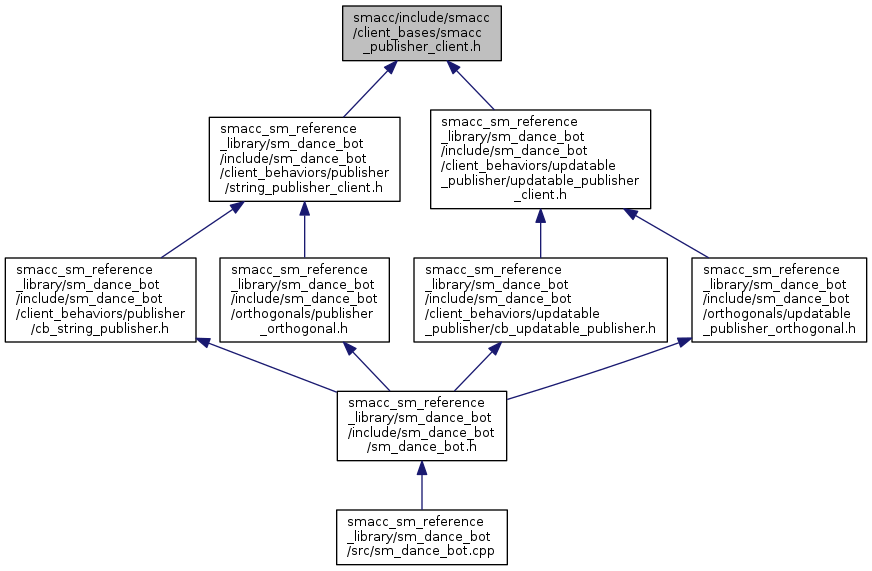 smacc/include/smacc
/client_bases/smacc
_publisher_client.h
smacc_sm_reference
_library/sm_dance_bot
/include/sm_dance_bot
/client_behaviors/publisher
/string_publisher_client.h
smacc_sm_reference
_library/sm_dance_bot
/include/sm_dance_bot
/client_behaviors/updatable
_publisher/updatable_publisher
_client.h
smacc_sm_reference
_library/sm_dance_bot
/include/sm_dance_bot
/client_behaviors/publisher
/cb_string_publisher.h
smacc_sm_reference
_library/sm_dance_bot
/include/sm_dance_bot
/orthogonals/publisher
_orthogonal.h
smacc_sm_reference
_library/sm_dance_bot
/include/sm_dance_bot
/client_behaviors/updatable
_publisher/cb_updatable_publisher.h
smacc_sm_reference
_library/sm_dance_bot
/include/sm_dance_bot
/orthogonals/updatable
_publisher_orthogonal.h
smacc_sm_reference
_library/sm_dance_bot
/include/sm_dance_bot
/sm_dance_bot.h
smacc_sm_reference
_library/sm_dance_bot
/src/sm_dance_bot.cpp